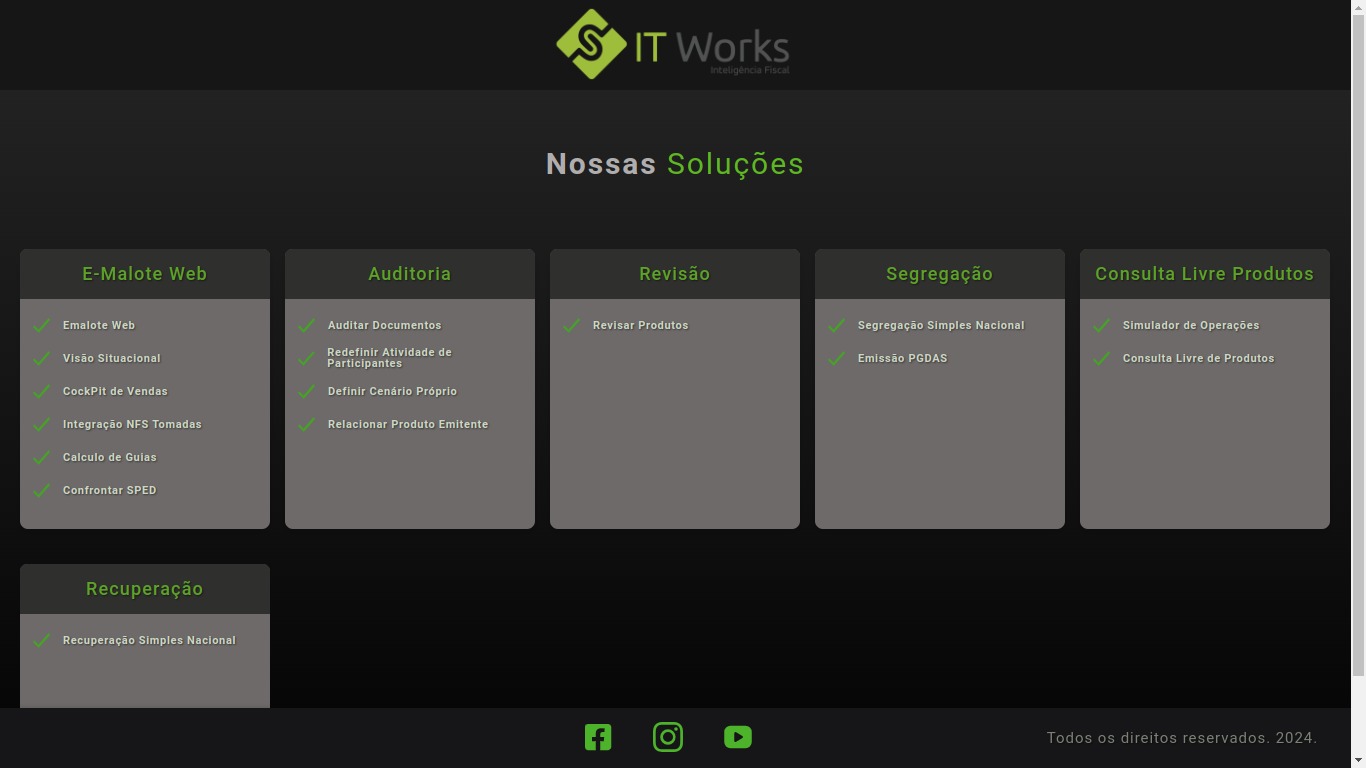 IT Works
Inteligência Fiscal
Nossas Soluções
E-Malote Web
Emalote Web
Visão Situacional
CockPit de Vendas
Integração NFS Tomadas
Calculo de Guias
Confrontar SPED
Auditoria
Auditar Documentos
Redefinir Atividade de
Participantes
Definir Cenário Próprio
Relacionar Produto Emitente
Revisão
Revisar Produtos
Segregação
Segregação Simples Nacional
Emissão PGDAS
Consulta Livre Produtos
Simulador de Operações
Consulta Livre de Produtos
Recuperação
Recuperação Simples Nacional
Todos os direitos reservados. 2024.